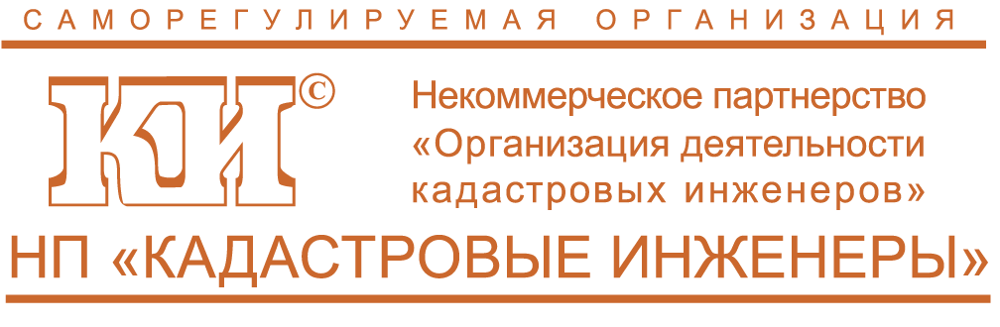 САМОРЕГУЛИРУЕМАЯ ОРГАНИЗАЦИЯ
КИ©
Некоммерческое партнерство
«Организация деятельности
кадастровых инженеров»
НП «КАДАСТРОВЫЕ ИНЖЕНЕРЫ»